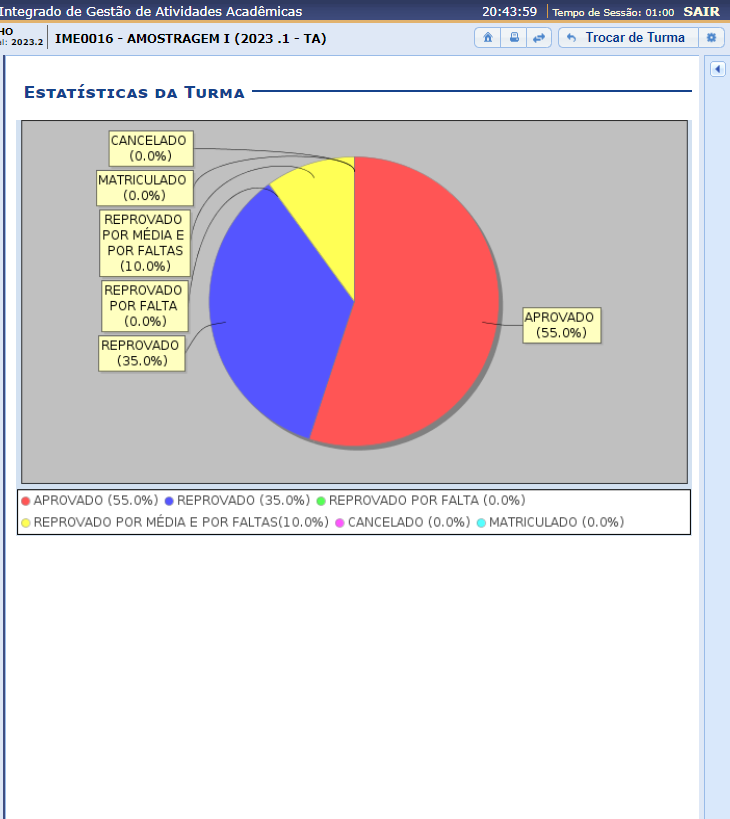 Integrado de Gestão de Atividades Acadêmicas 20:43:59 Tempo de Sessão: 01:00 SAIR
HO
el: 2023.2 IME0016 - AMOSTRAGEM I (2023 .1 - TA) Trocar de Turma
Estatísticas da Turma
CANCELADO
(0.0%)
MATRICULADO
(0.0%)
REPROVADO
POR MÉDIA E
POR FALTAS
(10.0%)
REPROVADO
POR FALTA
(0.0%)
REPROVADO
(35.0%)
APROVADO
(55.0%)
APROVADO (55.0%) REPROVADO (35.0%) REPROVADO POR FALTA (0.0%)
REPROVADO POR MÉDIA E POR FALTAS(10.0%) CANCELADO (0.0%) MATRICULADO (0.0%)